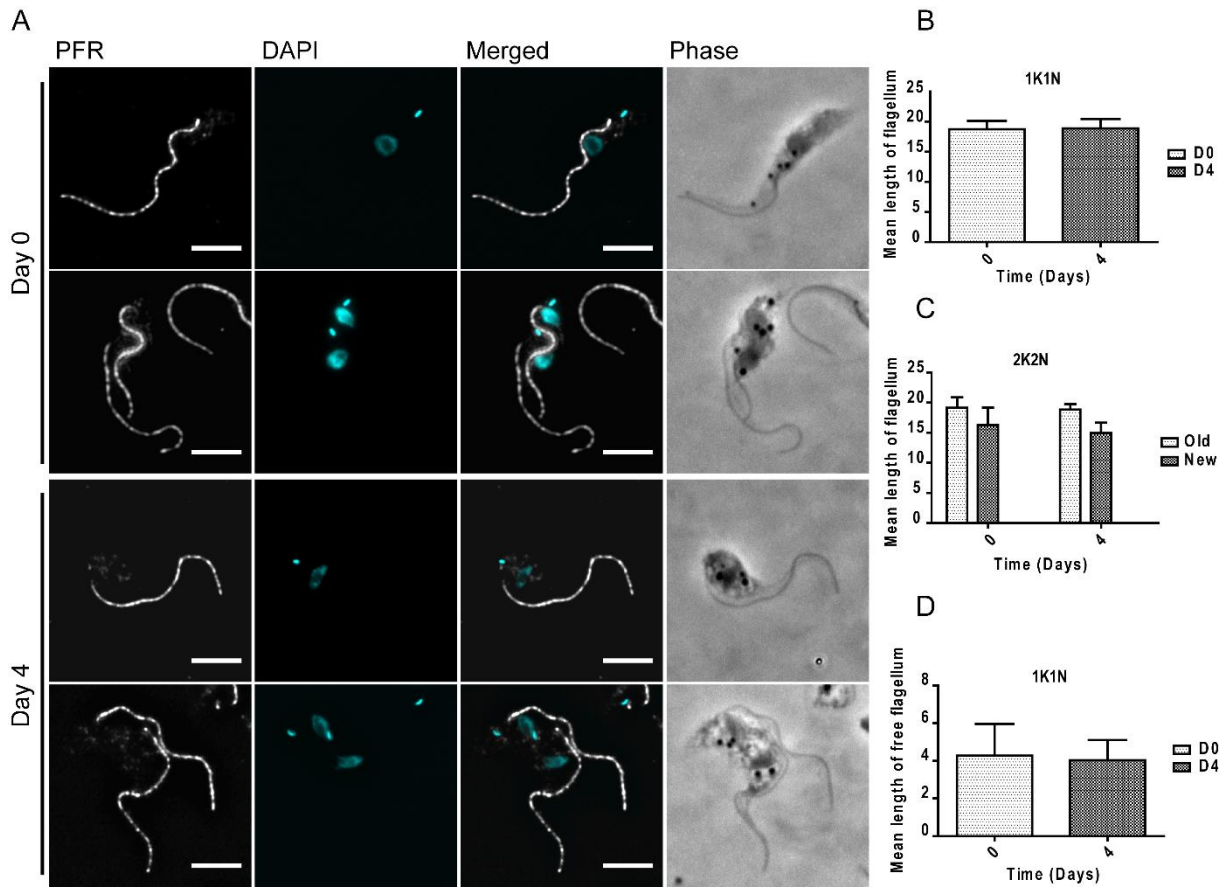 A
PFR DAPI Merged Phase
Day 0
Day 4
B
1K1N
Mean length of flagellum
25
20
15
10
5
0
0 4
Time (Days)
D0
D4
C
2K2N
Mean length of flagellum
25
20
15
10
5
0
0 4
Time (Days)
Old
New
D
1K1N
Mean length of free flagellum
8
6
4
2
0
0 4
Time (Days)
D0
D4